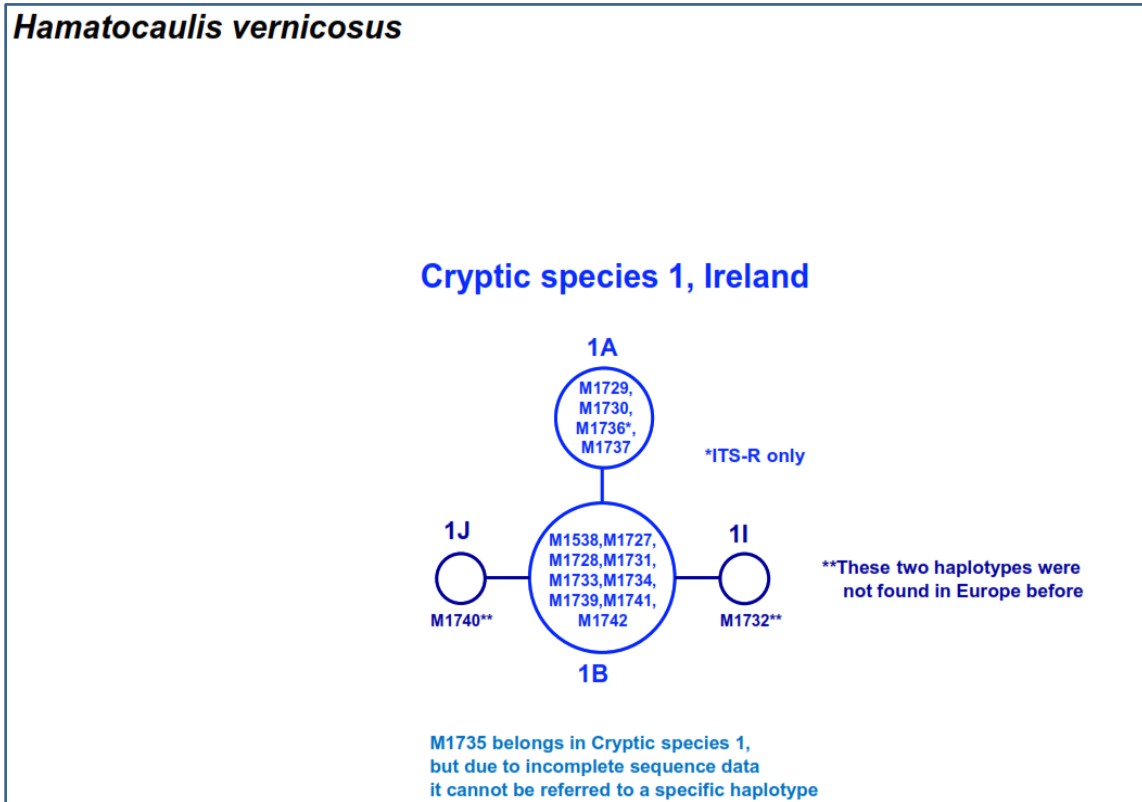 Hamatocaulis vernicosus
Cryptic species 1, Ireland
1A
M1729,
M1730,
M1736*,
M1737
*ITS-R only
1J
M1740**
M1538,M1727,
M1728,M1731,
M1733,M1734,
M1739,M1741,
M1742
1B
1I
M1732**
**These two haplotypes were
not found in Europe before
M1735 belongs in Cryptic species 1,
but due to incomplete sequence data
it cannot be referred to a specific haplotype